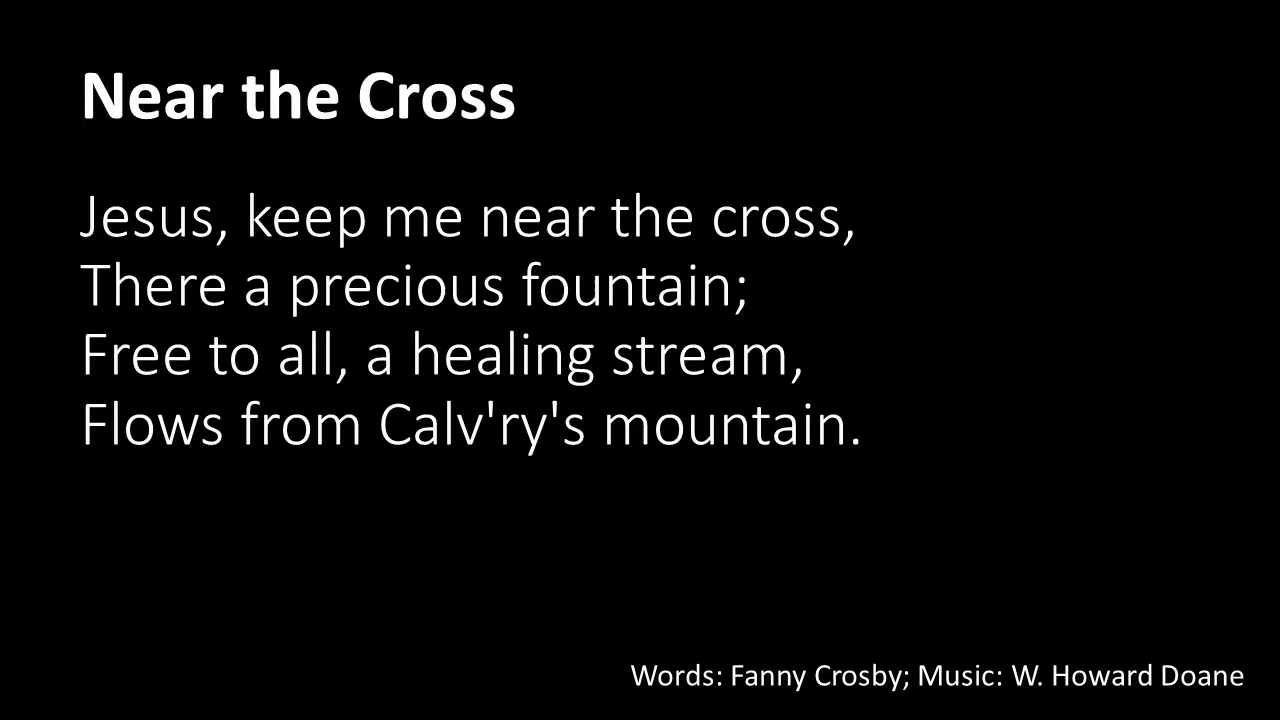 Near the Cross
Jesus, keep me near the cross,
There a precious fountain;
Free to all, a healing stream,
Flows from Calv'ry's mountain.
Words: Fanny Crosby; Music: W. Howard Doane